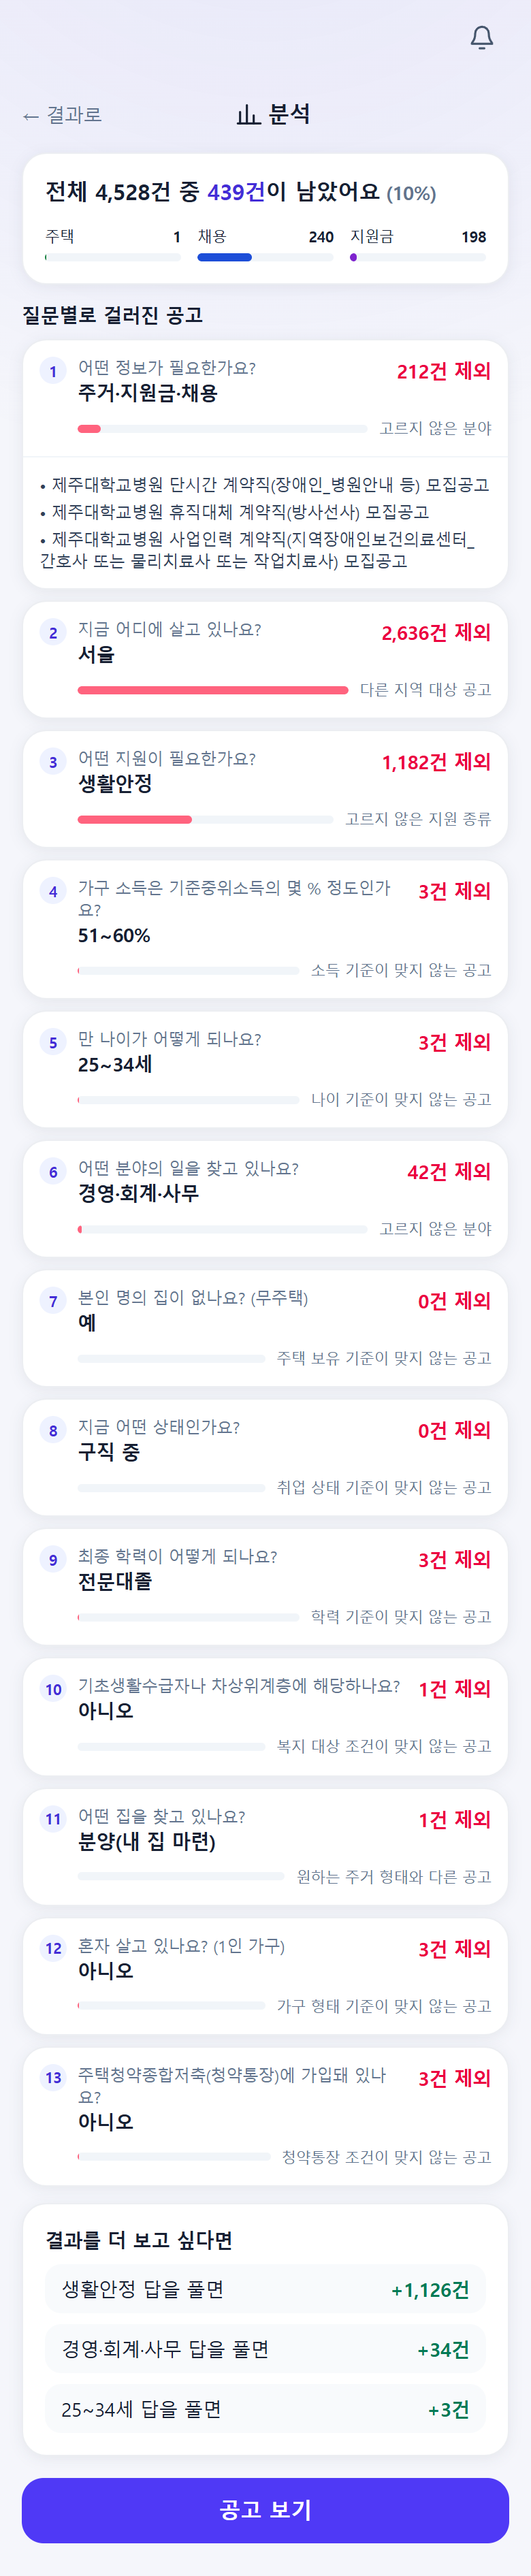 ← 결과로
분석
전체 4,528건 중 439건이 남았어요 (10%)
주택 1 채용 240 지원금 198
질문별로 걸러진 공고
1 어떤 정보가 필요한가요? 212건 제외
주거·지원금·채용
고르지 않은 분야
• 제주대학교병원 단시간 계약직(장애인_병원안내 등) 모집공고
• 제주대학교병원 휴직대체 계약직(방사선사) 모집공고
• 제주대학교병원 사업인력 계약직(지역장애인보건의료센터_
간호사 또는 물리치료사 또는 작업치료사) 모집공고
2 지금 어디에 살고 있나요? 2,636건 제외
서울
다른 지역 대상 공고
3 어떤 지원이 필요한가요? 1,182건 제외
생활안정
고르지 않은 지원 종류
4 가구 소득은 기준중위소득의 몇 % 정도인가 3건 제외
요?
51~60%
소득 기준이 맞지 않는 공고
5 만 나이가 어떻게 되나요? 3건 제외
25~34세
나이 기준이 맞지 않는 공고
6 어떤 분야의 일을 찾고 있나요? 42건 제외
경영·회계·사무
고르지 않은 분야
7 본인 명의 집이 없나요? (무주택) 0건 제외
예
주택 보유 기준이 맞지 않는 공고
8 지금 어떤 상태인가요? 0건 제외
구직 중
취업 상태 기준이 맞지 않는 공고
9 최종 학력이 어떻게 되나요? 3건 제외
전문대졸
학력 기준이 맞지 않는 공고
10 기초생활수급자나 차상위계층에 해당하나요? 1건 제외
아니오
복지 대상 조건이 맞지 않는 공고
11 어떤 집을 찾고 있나요? 1건 제외
분양(내 집 마련)
원하는 주거 형태와 다른 공고
12 혼자 살고 있나요? (1인 가구) 3건 제외
아니오
가구 형태 기준이 맞지 않는 공고
13 주택청약종합저축(청약통장)에 가입돼 있나 3건 제외
요?
아니오
청약통장 조건이 맞지 않는 공고
결과를 더 보고 싶다면
생활안정 답을 풀면 +1,126건
경영·회계·사무 답을 풀면 +34건
25~34세 답을 풀면 +3건
공고 보기